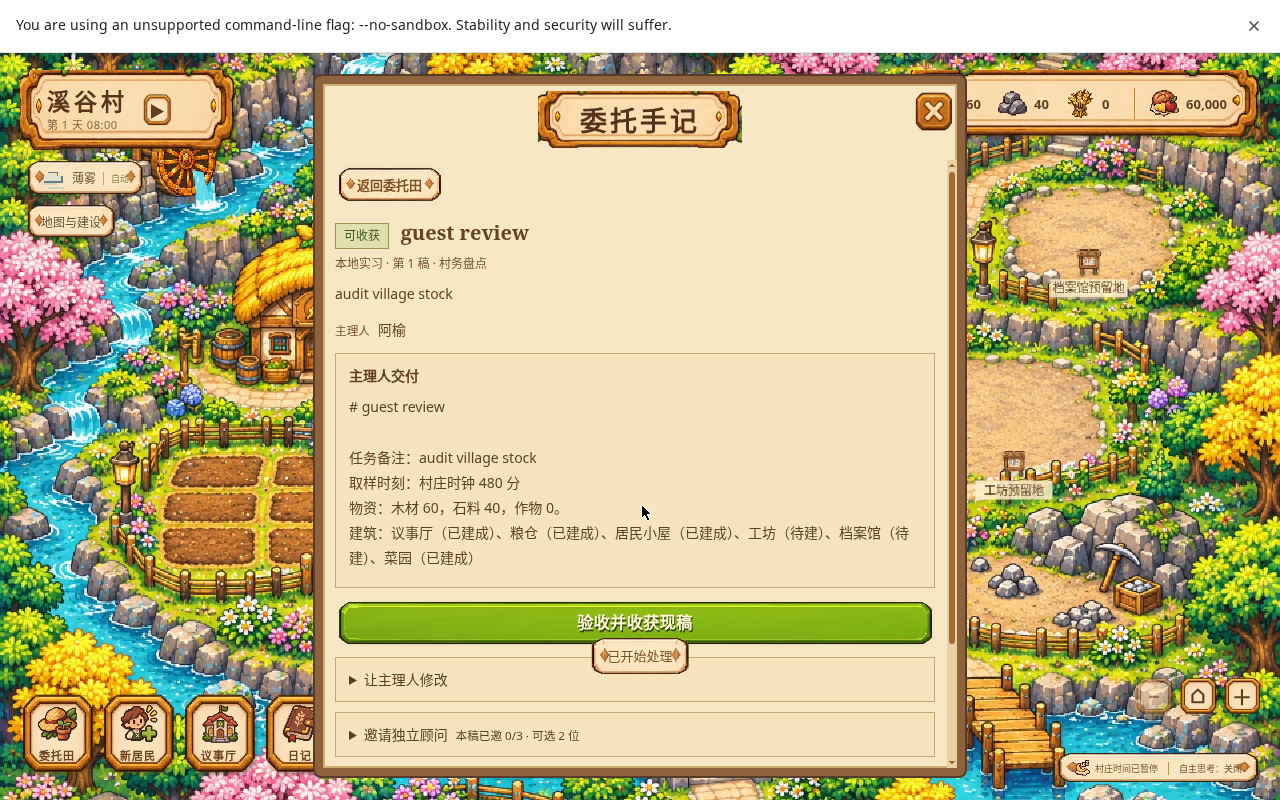 You are using an unsupported command-line flag: --no-sandbox. Stability and security will suffer.
溪谷村
第 1 天 08:00
薄雾
自动
地图与建设
60
40
0
60,000
委托手记
返回委托田
可收获
guest review
本地实习 · 第 1 稿 · 村务盘点
audit village stock
主理人 阿榆
主理人交付
# guest review
任务备注：audit village stock
取样时刻：村庄时钟 480 分
物资：木材 60，石料 40，作物 0。
建筑：议事厅（已建成）、粮仓（已建成）、居民小屋（已建成）、工坊（待建）、档案馆（待
建）、菜园（已建成）
验收并收获现稿
已开始处理
让主理人修改
邀请独立顾问 本稿已邀 0/3 · 可选 2 位
档案馆预留地
工坊预留地
委托田
新居民
议事厅
日记
村庄时间已暂停
自主思考：关闭